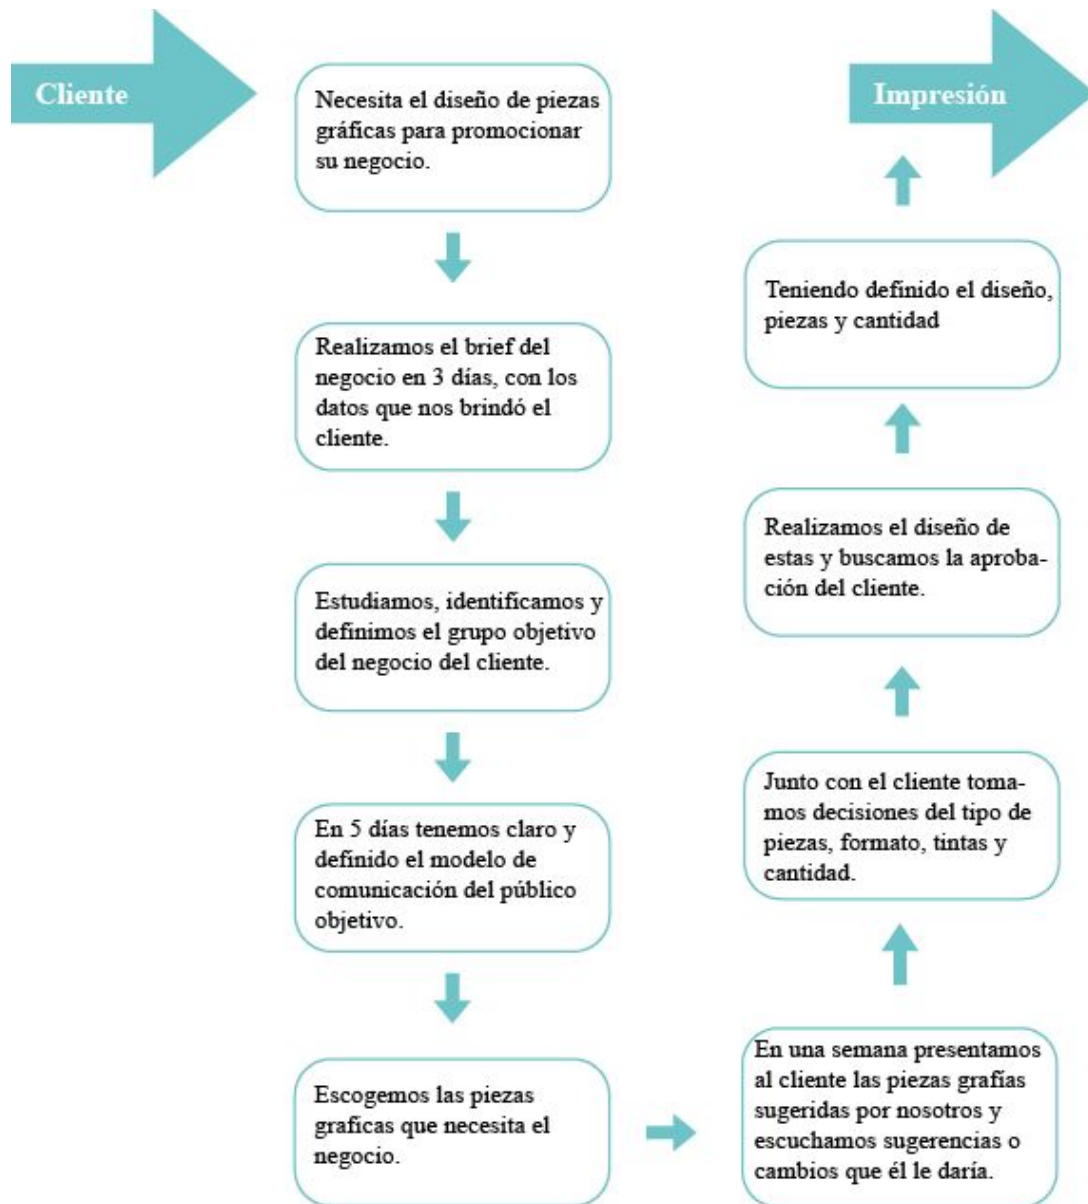 Cliente
Necesita el diseño de piezas
gráficas para promocionar
su negocio.
Realizamos el brief del
negocio en 3 días, con los
datos que nos brindó el
cliente.
Estudiamos, identificamos y
definimos el grupo objetivo
del negocio del cliente.
En 5 días tenemos claro y
definido el modelo de
comunicación del público
objetivo.
Escogemos las piezas
graficas que necesita el
negocio.
En una semana presentamos
al cliente las piezas grafías
sugeridas por nosotros y
escuchamos sugerencias o
cambios que él le daría.
Junto con el cliente toma-
mos decisiones del tipo de
piezas, formato, tintas y
cantidad.
Realizamos el diseño de
estas y buscamos la aproba-
ción del cliente.
Teniendo definido el diseño,
piezas y cantidad
Impresión